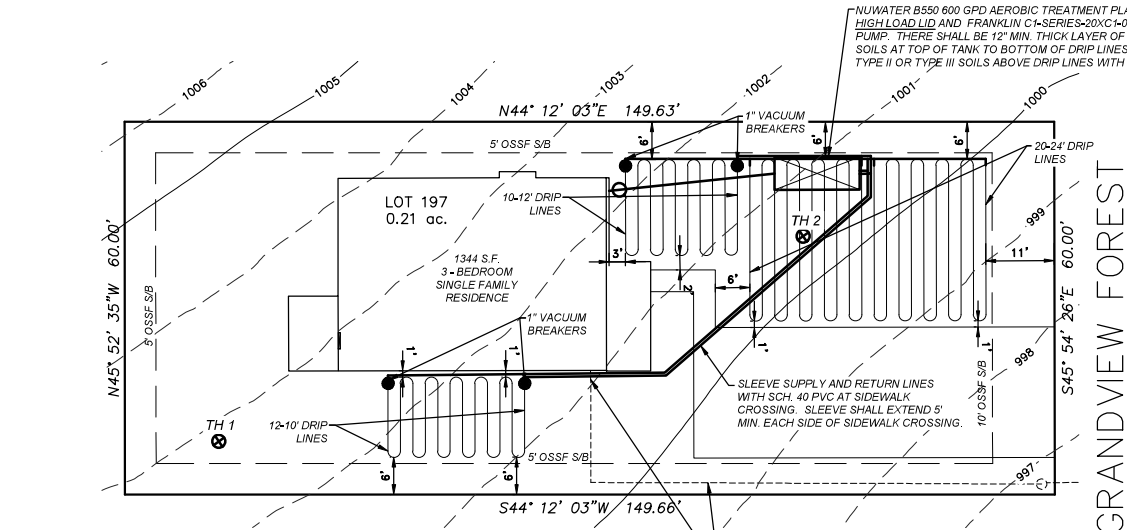 NUWATER B550 600 GPD AEROBIC TREATMENT PLA
HIGH LOAD LID AND FRANKLIN C1-SERIES-20XC1-0
PUMP. THERE SHALL BE 12" MIN. THICK LAYER OF
SOILS AT TOP OF TANK TO BOTTOM OF DRIP LINES
TYPE II OR TYPE III SOILS ABOVE DRIP LINES WITH
1006
1005
1004
1003
1002
1001
1000
N44° 12' 03"E 149.63'
1" VACUUM
BREAKERS
5' OSSF S/B
6'
6'
6'
20-24' DRIP
LINES
LOT 197
0.21 ac.
10-12' DRIP
LINES
TH 2
999
1344 S.F.
3 - BEDROOM
SINGLE FAMILY
RESIDENCE
3'
2'
6'
11'
N45° 52' 35"W 60.00'
5' OSSF S/B
S45° 54' 26"E 60.00'
GRANDVIEW FOREST
1" VACUUM
BREAKERS
1'
1'
1'
1'
998
SLEEVE SUPPLY AND RETURN LINES
WITH SCH. 40 PVC AT SIDEWALK
CROSSING. SLEEVE SHALL EXTEND 5'
MIN. EACH SIDE OF SIDEWALK CROSSING.
10' OSSF S/B
TH 1
12-10' DRIP
LINES
5' OSSF S/B
6'
6'
997
S44° 12' 03"W 149.66'